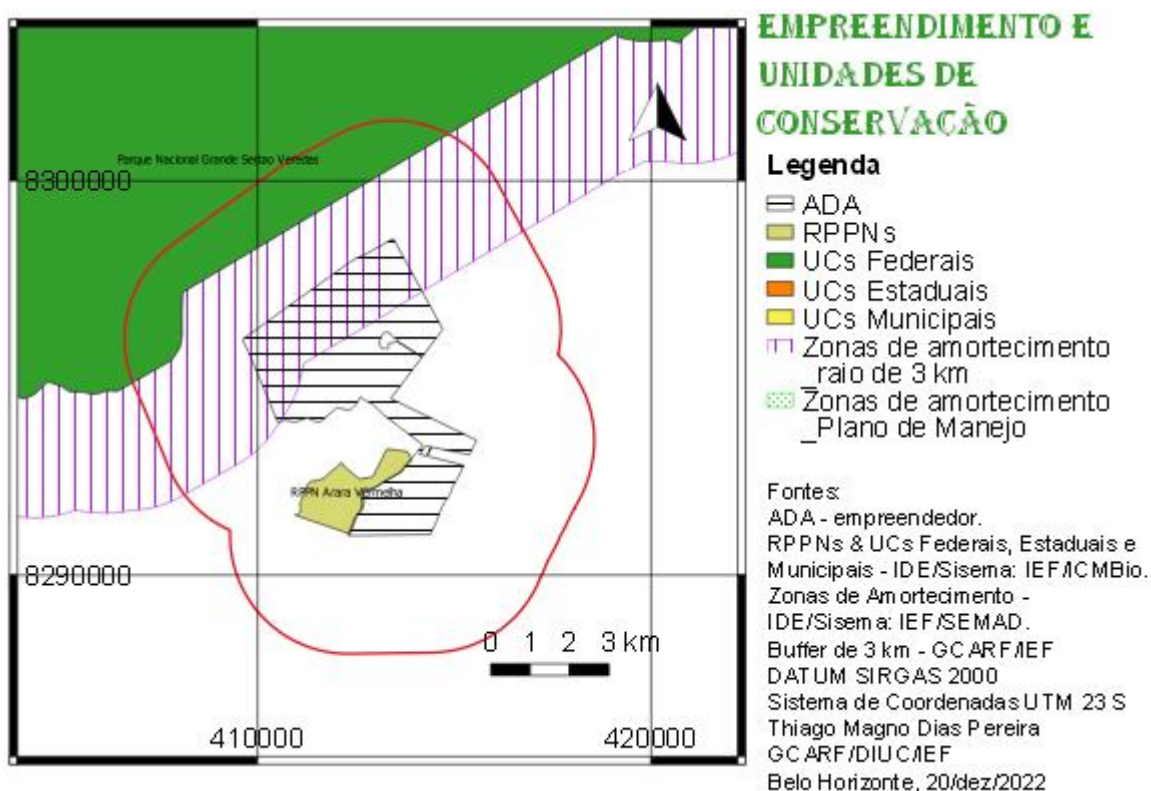 EMPREENDIMENTO E
UNIDADES DE
CONSERVAÇÃO
Legenda
ADA
RPPNs
UCs Federais
UCs Estaduais
UCs Municipais
Zonas de amortecimento
_raio de 3 km
Zonas de amortecimento
_Plano de Manejo
Fontes:
ADA - empreendedor.
RPPNs & UCs Federais, Estaduais e
Municipais - IDE/Sisema: IEF/ICMBio.
Zonas de Amortecimento -
IDE/Sisema: IEF/SEMAD.
Buffer de 3 km - GCARF/IEF
DATUM SIRGAS 2000
Sistema de Coordenadas UTM 23 S
Thiago Magno Dias Pereira
GCARF/DIUC/IEF
Belo Horizonte, 20/dez/2022
Parque Nacional Grande Sertao Veredas
8300000
RPPN Arara Vermelha
8290000
0 1 2 3 km
410000
420000